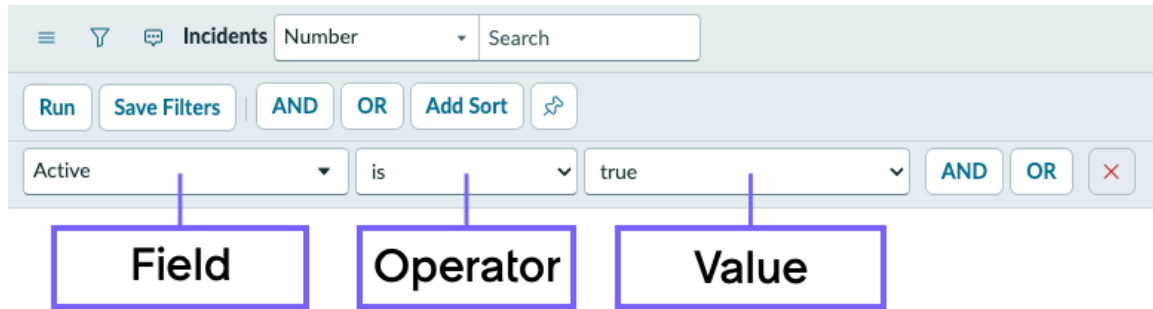 Incidents Number Search
Run Save Filters AND OR Add Sort
Active is true AND OR
Field Operator Value